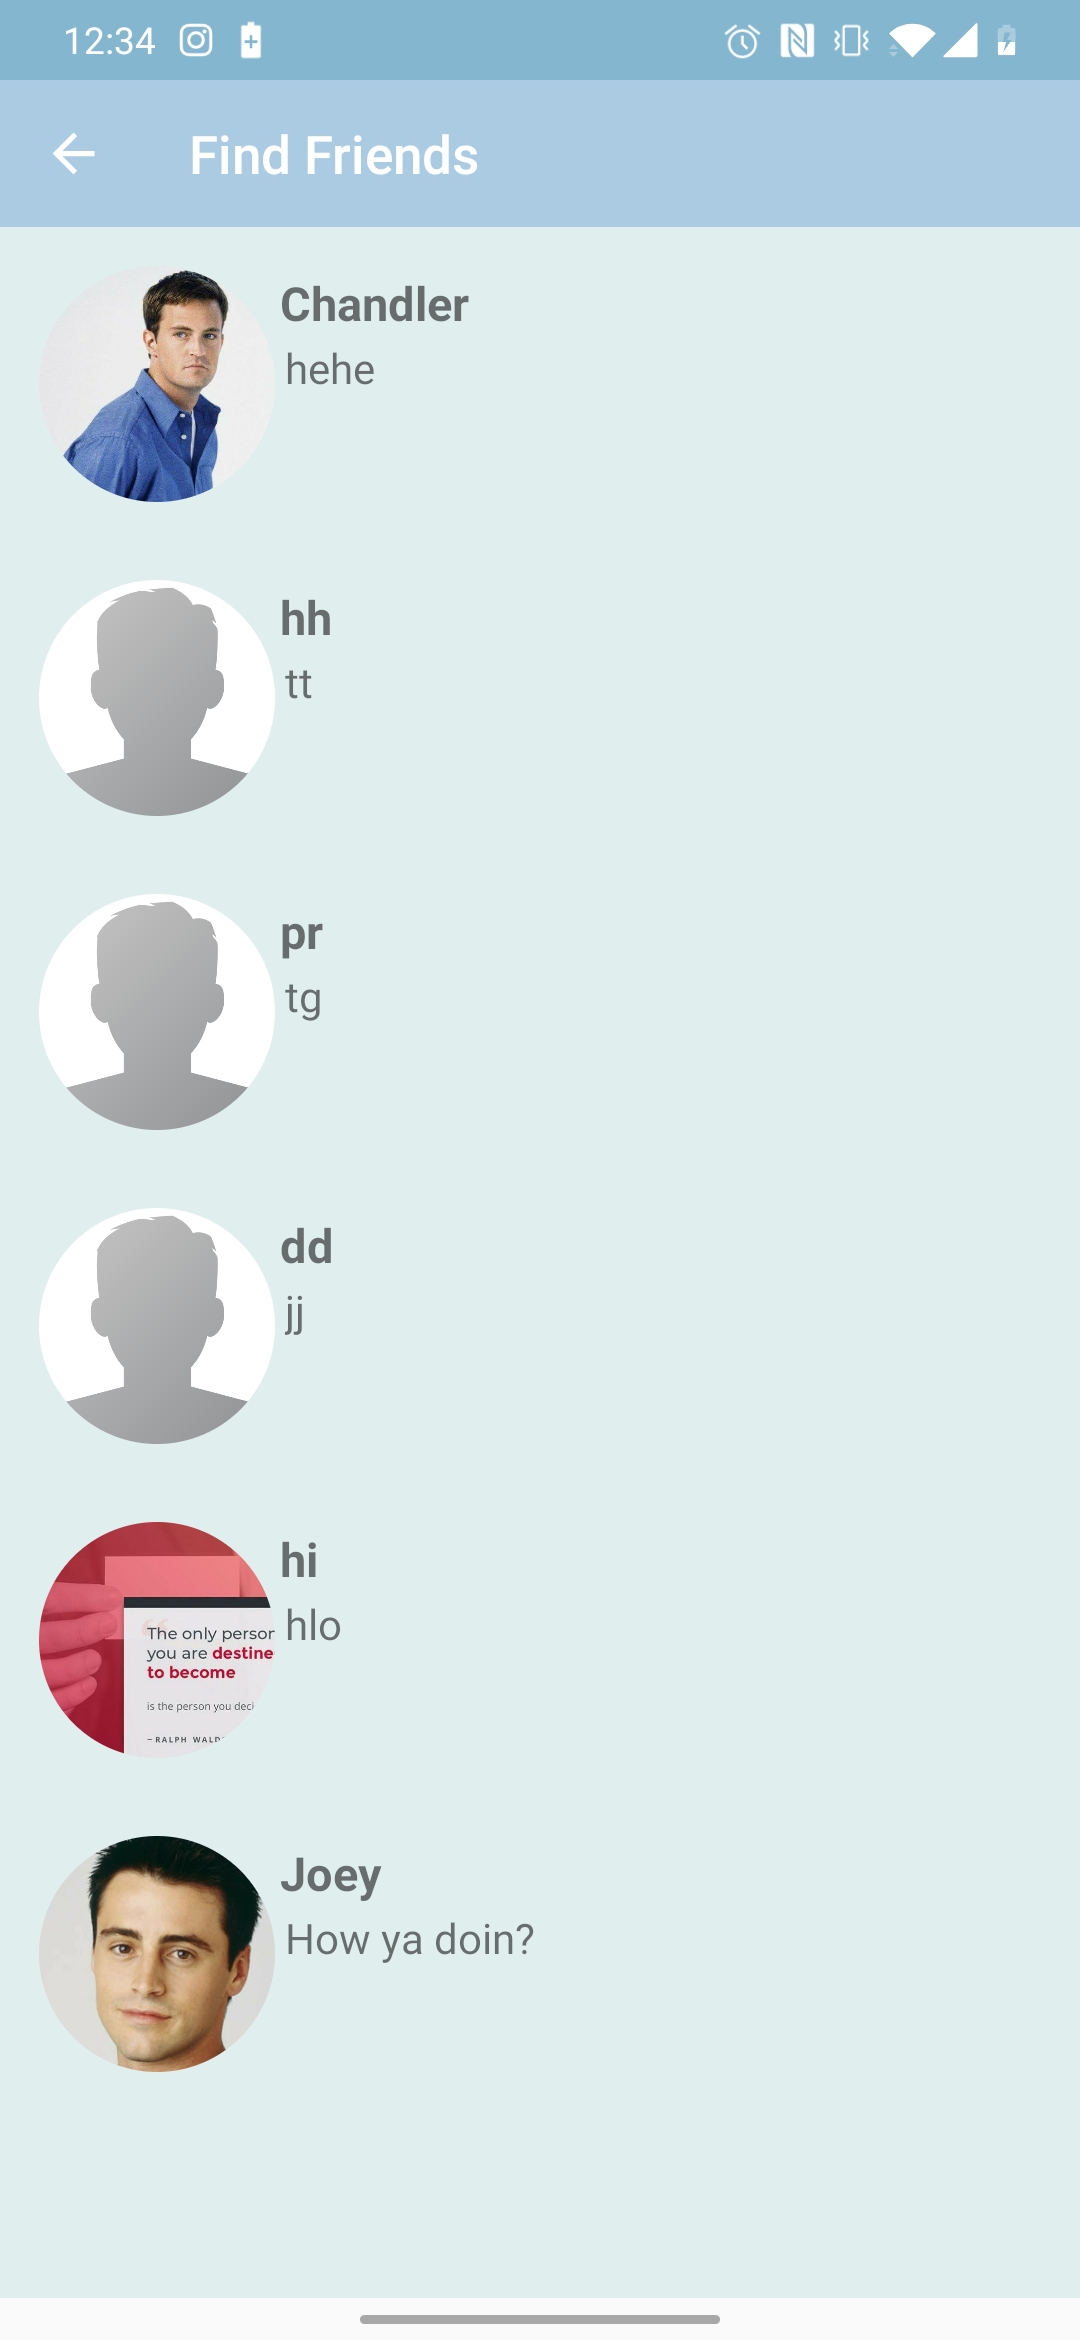 12:34
Find Friends
Chandler
hehe
hh
tt
pr
tg
dd
jj
hi
hlo
The only person
you are destine
to become
is the person you deci
– RALPH WALD
Joey
How ya doin?